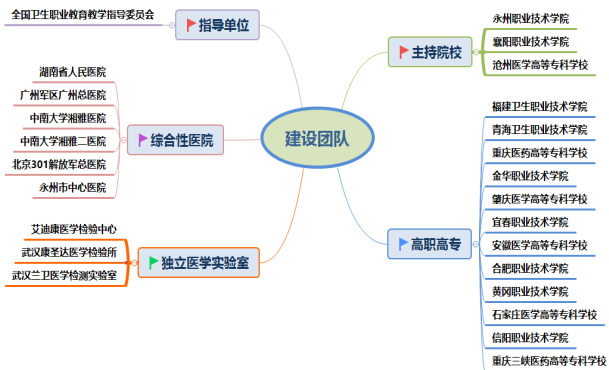 建设团队
指导单位
全国卫生职业教育教学指导委员会
综合性医院
湖南省人民医院
广州军区广州总医院
中南大学湘雅医院
中南大学湘雅二医院
北京301解放军总医院
永州市中心医院
独立医学实验室
艾迪康医学检验中心
武汉康圣达医学检验所
武汉兰卫医学检测实验室
主持院校
永州职业技术学院
襄阳职业技术学院
沧州医学高等专科学校
高职高专
福建卫生职业技术学院
青海卫生职业技术学院
重庆医药高等专科学校
金华职业技术学院
肇庆医学高等专科学校
宜春职业技术学院
安徽医学高等专科学校
合肥职业技术学院
黄冈职业技术学院
石家庄医学高等专科学校
信阳职业技术学院
重庆三峡医药高等专科学校